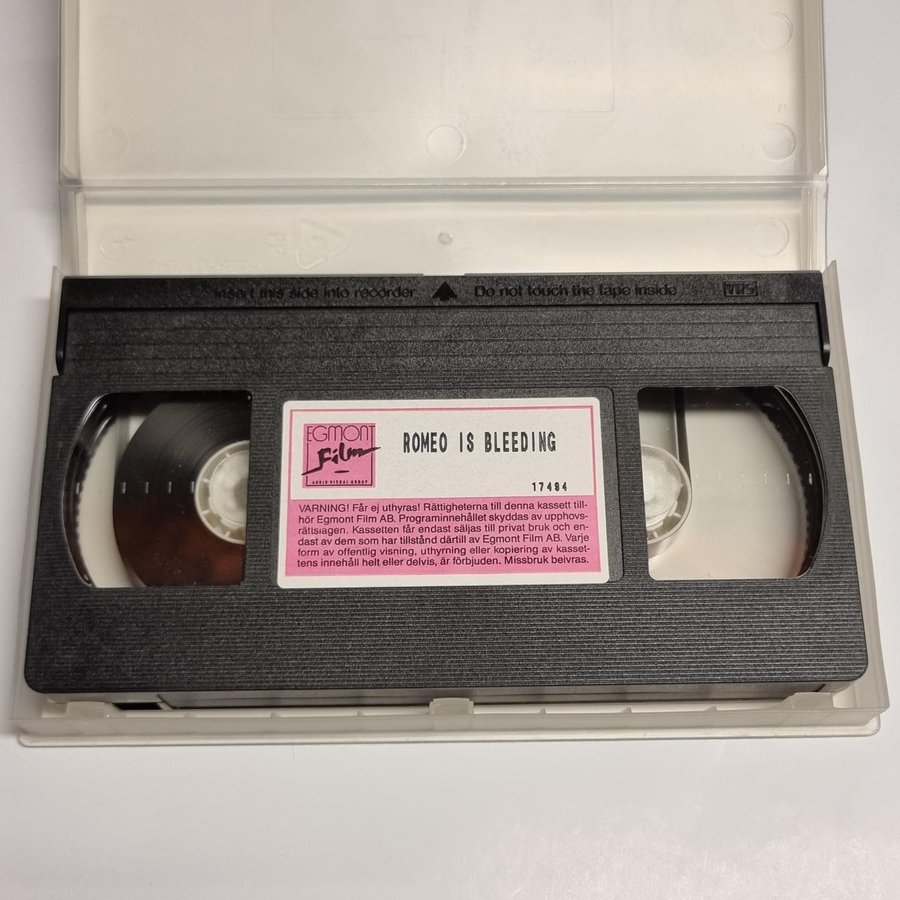 Insert this side into recorder ▲ Do not touch the tape inside VHS
EGMONT
Film
AUDIO VISUAL GROUP
ROMEO IS BLEEDING
17494
VARNING! Får ej uthyras! Rättigheterna till denna kassett till-
hör Egmont Film AB. Programinnehållet skyddas av upphovs-
rättslagen. Kassetten får endast säljas till privat bruk och en-
dast av dem som har tillstånd därtill av Egmont Film AB. Varje
form av offentlig visning, uthyrning eller kopiering av kasset-
tens innehåll helt eller delvis, är förbjuden. Missbruk beivras.